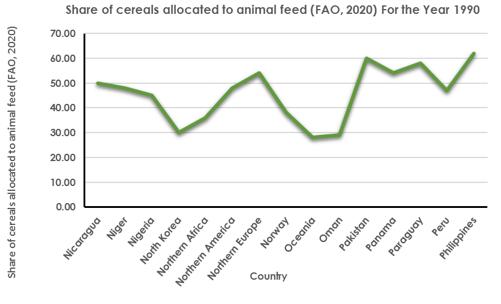 Share of cereals allocated to animal feed (FAO, 2020) For the Year 1990
Share of cereals allocated to animal feed (FAO, 2020)
70.00
60.00
50.00
40.00
30.00
20.00
10.00
0.00
Nicaragua
Niger
Nigeria
North Korea
Northern Africa
Northern America
Northern Europe
Norway
Oceania
Oman
Pakistan
Panama
Paraguay
Peru
Philippines
Country